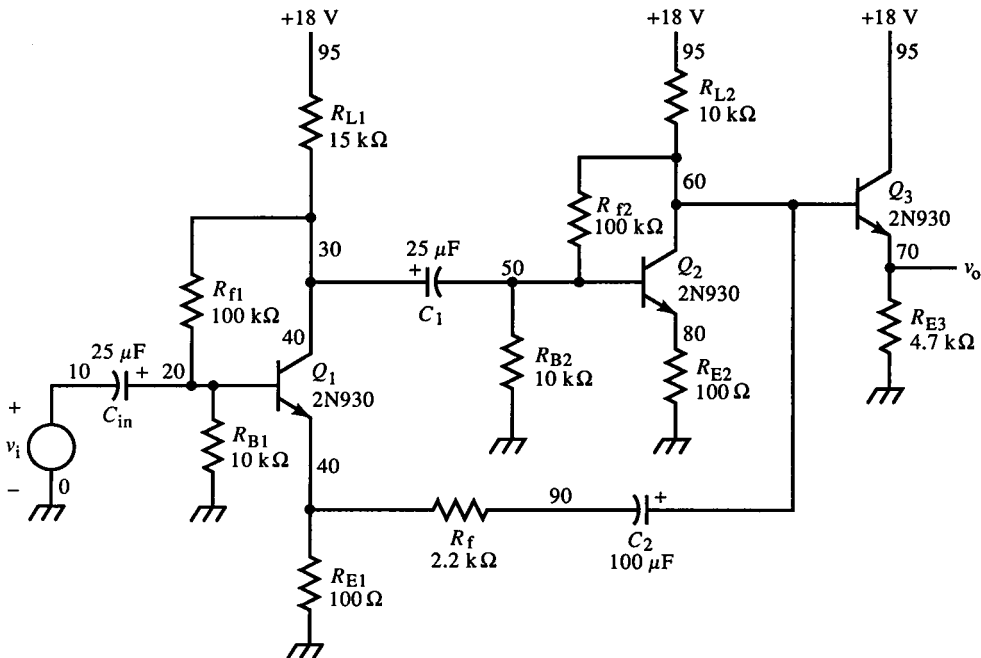 +18 V
+18 V
+18 V
95
95
95
R_L1
15 kΩ
R_L2
10 kΩ
60
R_f2
100 kΩ
Q_3
2N930
30
25 μF
+
C_1
50
Q_2
2N930
70
v_o
R_f1
100 kΩ
40
80
R_E3
4.7 kΩ
25 μF
10
+
20
C_in
Q_1
2N930
R_B2
10 kΩ
R_E2
100 Ω
+
v_i
−
0
R_B1
10 kΩ
40
90
+
R_f
2.2 kΩ
C_2
100 μF
R_E1
100 Ω